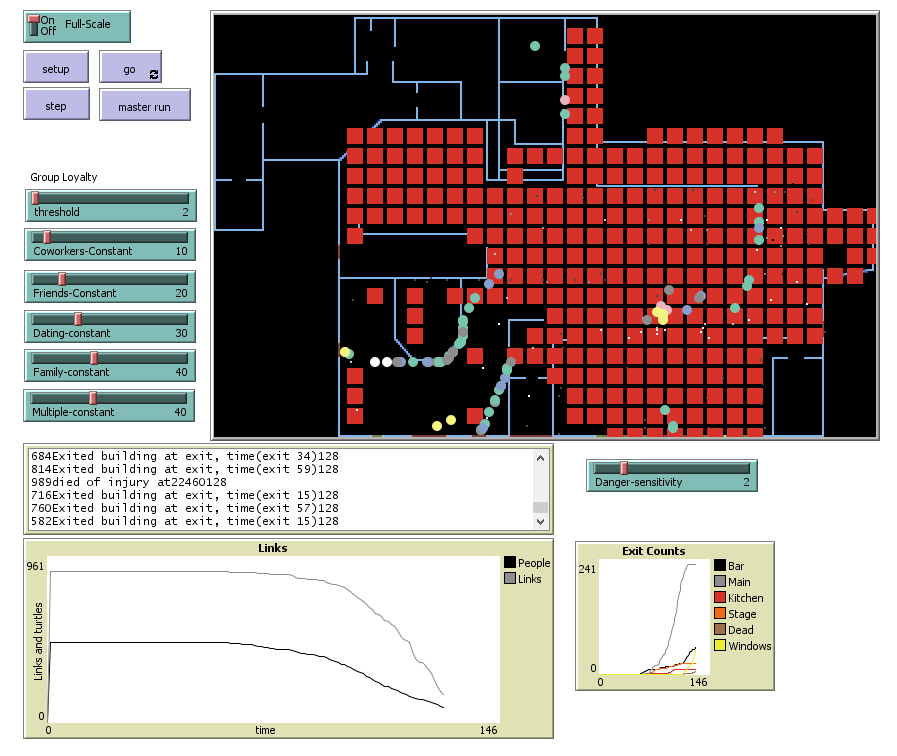 On
Off
Full-Scale
setup
go
step
master run
Group Loyalty
threshold 2
Coworkers-Constant 10
Friends-Constant 20
Dating-constant 30
Family-constant 40
Multiple-constant 40
684Exited building at exit, time(exit 34)128
814Exited building at exit, time(exit 59)128
989died of injury at22460128
716Exited building at exit, time(exit 15)128
760Exited building at exit, time(exit 57)128
582Exited building at exit, time(exit 15)128
Danger-sensitivity 2
Links
961
Links and turtles
0
0
time
146
People
Links
Exit Counts
241
0
0
146
Bar
Main
Kitchen
Stage
Dead
Windows